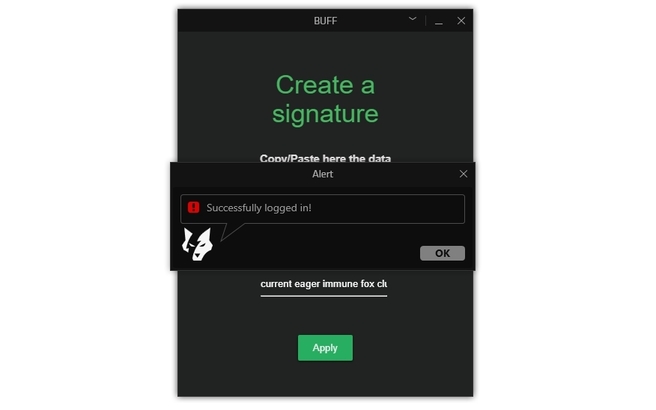 BUFF
Create a
signature
Copy/Paste here the data
Alert
Successfully logged in!
OK
current eager immune fox clu
Apply